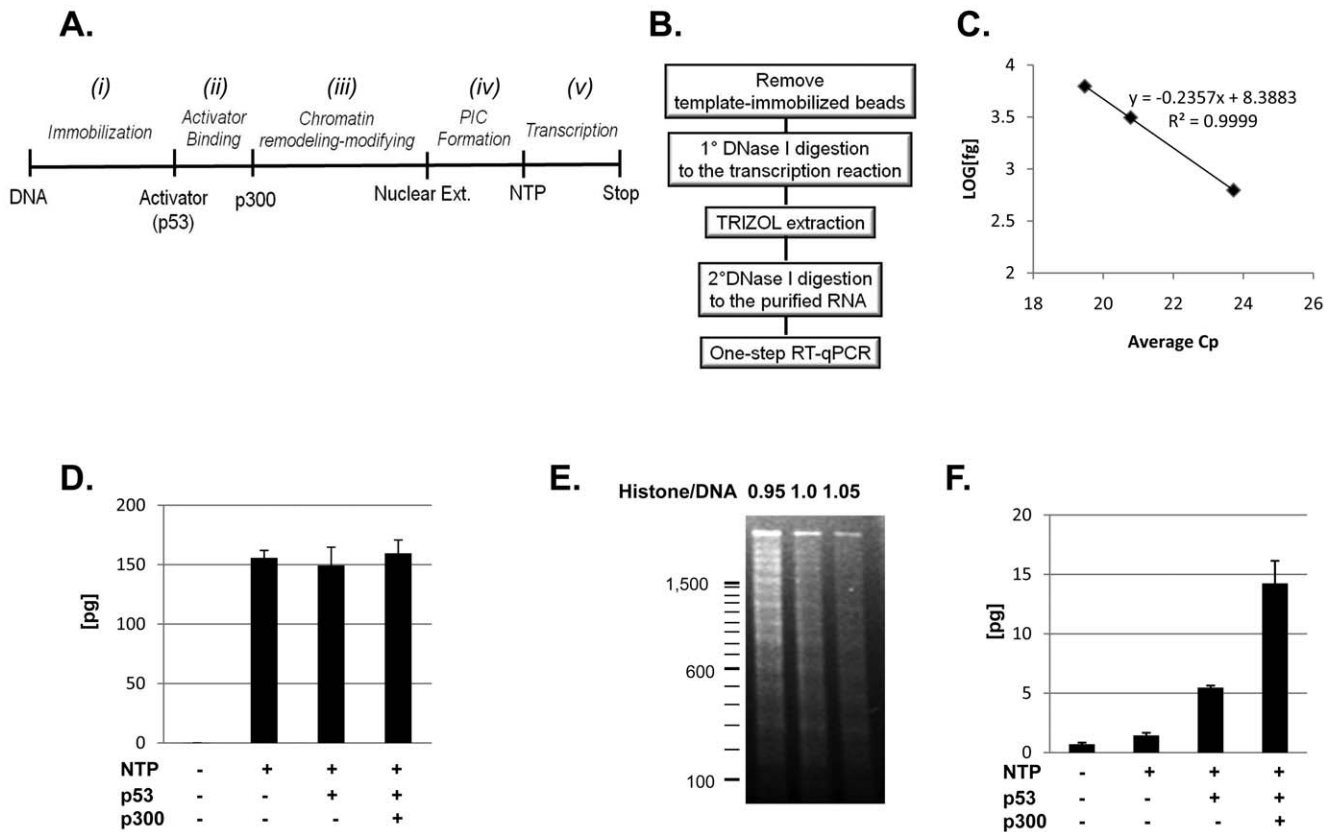 A.
(i) (ii) (iii) (iv) (v)
Immobilization
Activator
Binding
Chromatin
remodeling-modifying
PIC
Formation
Transcription
DNA
Activator
(p53)
p300
Nuclear Ext.
NTP
Stop
B.
Remove
template-immobilized beads
1° DNase I digestion
to the transcription reaction
TRIZOL extraction
2°DNase I digestion
to the purified RNA
One-step RT-qPCR
C.
LOG[fg]
4
3.5
3
2.5
2
y = -0.2357x + 8.3883
R² = 0.9999
18 20 22 24 26
Average Cp
D.
[pg]
200
150
100
50
0
NTP - + + +
p53 - - + +
p300 - - - +
E.
Histone/DNA 0.95 1.0 1.05
1,500
600
100
F.
[pg]
20
15
10
5
0
NTP - + + +
p53 - - + +
p300 - - - +